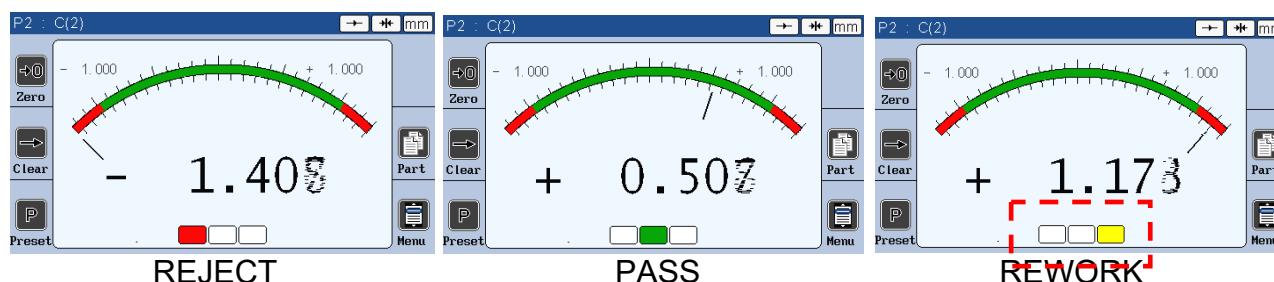 P2 : C(2) mm
- 1.000 + 1.000
Zero
Clear
Part
- 1.40
P
Preset
Menu
REJECT
P2 : C(2) mm
- 1.000 + 1.000
Zero
Clear
Part
+ 0.50
P
Preset
Menu
PASS
P2 : C(2)
- 1.000 + 1.000
Zero
Clear
Part
+ 1.17
P
Preset
REWORK